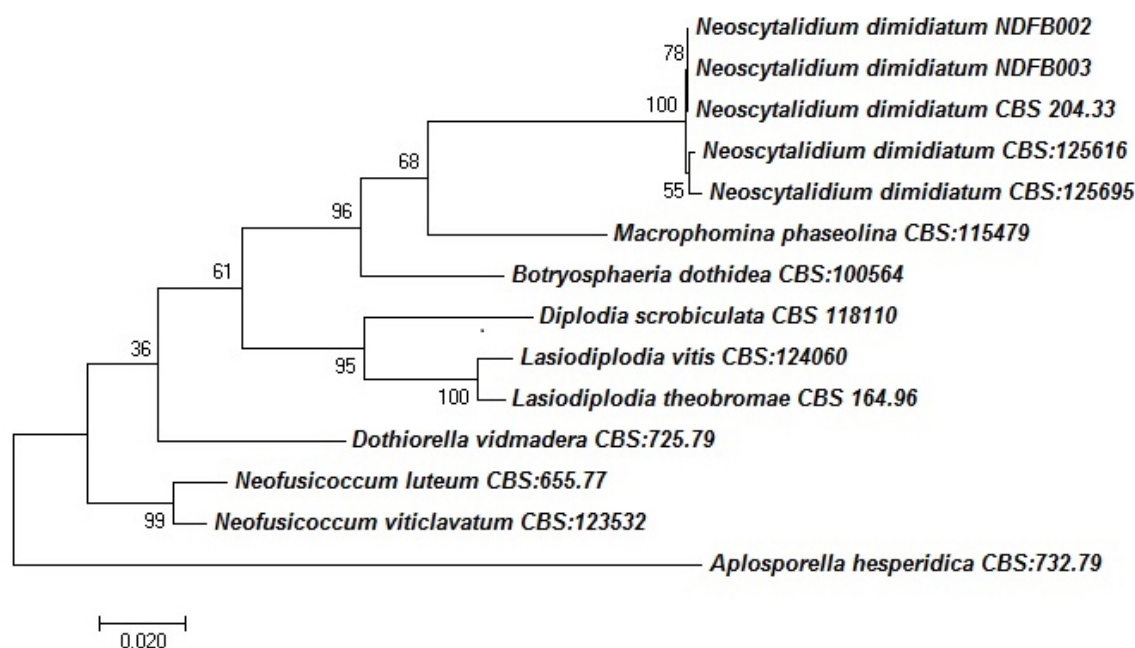 Neoscytalidium dimidiatum NDFB002
78
Neoscytalidium dimidiatum NDFB003
100
Neoscytalidium dimidiatum CBS 204.33
Neoscytalidium dimidiatum CBS:125616
68
55
Neoscytalidium dimidiatum CBS:125695
96
Macrophomina phaseolina CBS:115479
61
Botryosphaeria dothidea CBS:100564
Diplodia scrobiculata CBS 118110
36
95
Lasiodiplodia vitis CBS:124060
100
Lasiodiplodia theobromae CBS 164.96
Dothiorella vidmadera CBS:725.79
Neofusicoccum luteum CBS:655.77
99
Neofusicoccum viticlavatum CBS:123532
Aplosporella hesperidica CBS:732.79
0.020